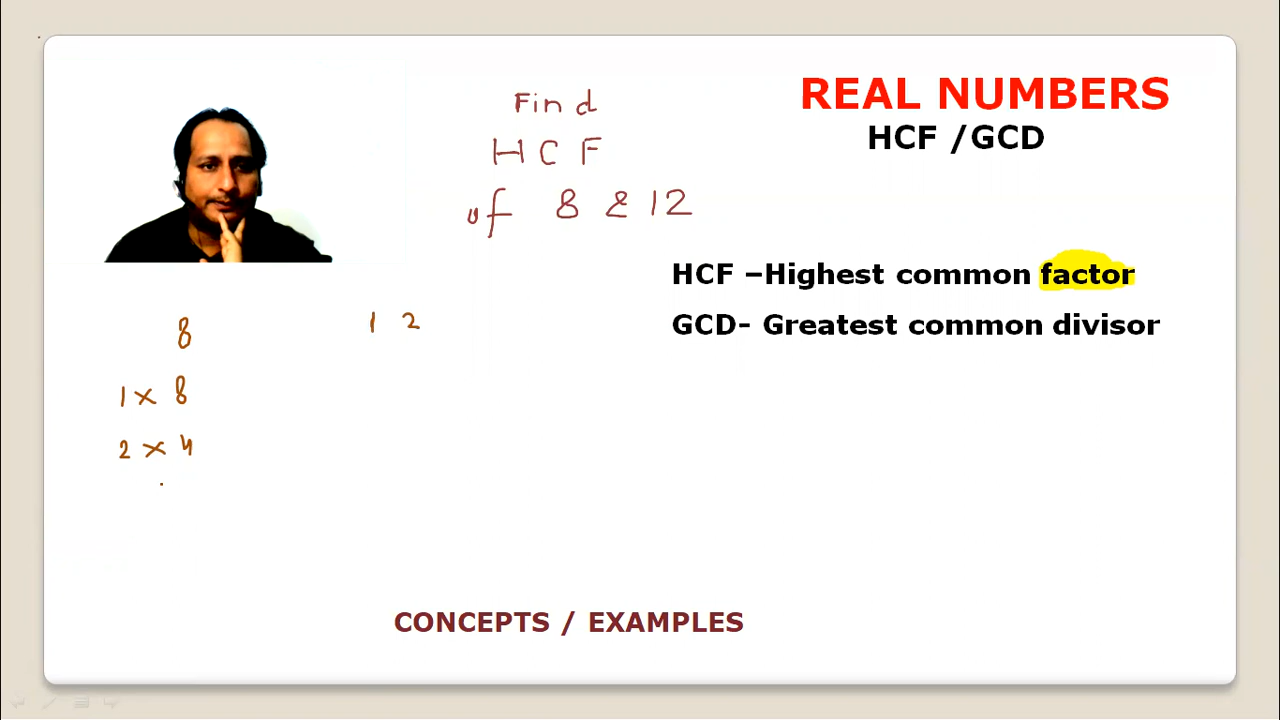 REAL NUMBERS
HCF /GCD
Find
HCF
of 8 & 12
HCF –Highest common factor
GCD- Greatest common divisor
8
12
1 × 8
2 × 4
CONCEPTS / EXAMPLES